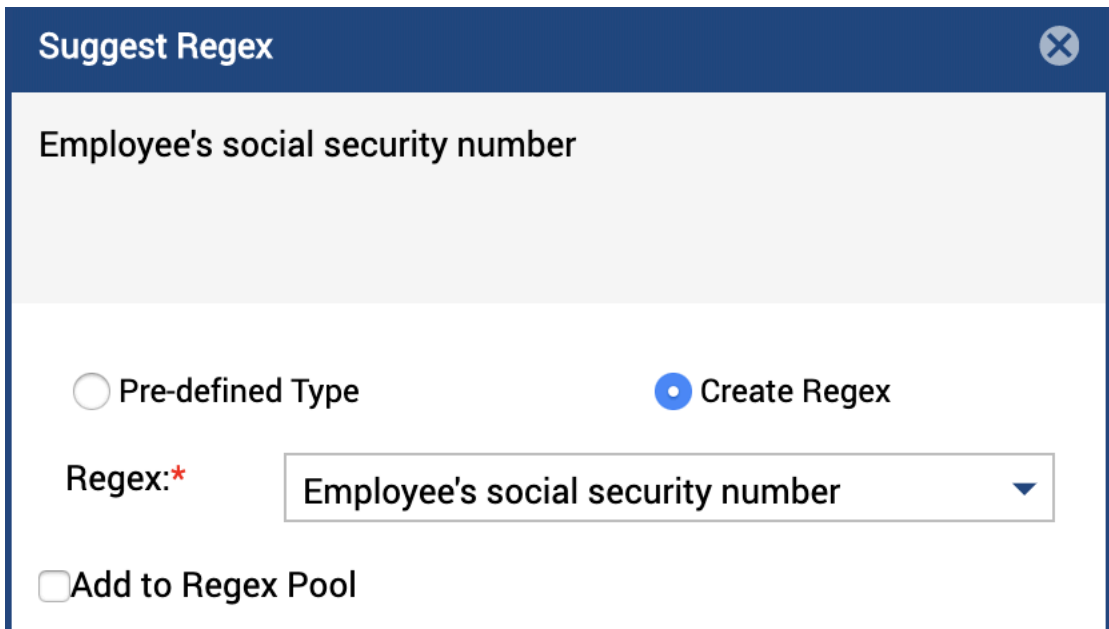 Suggest Regex
Employee's social security number
Pre-defined Type Create Regex
Regex:* Employee's social security number
Add to Regex Pool